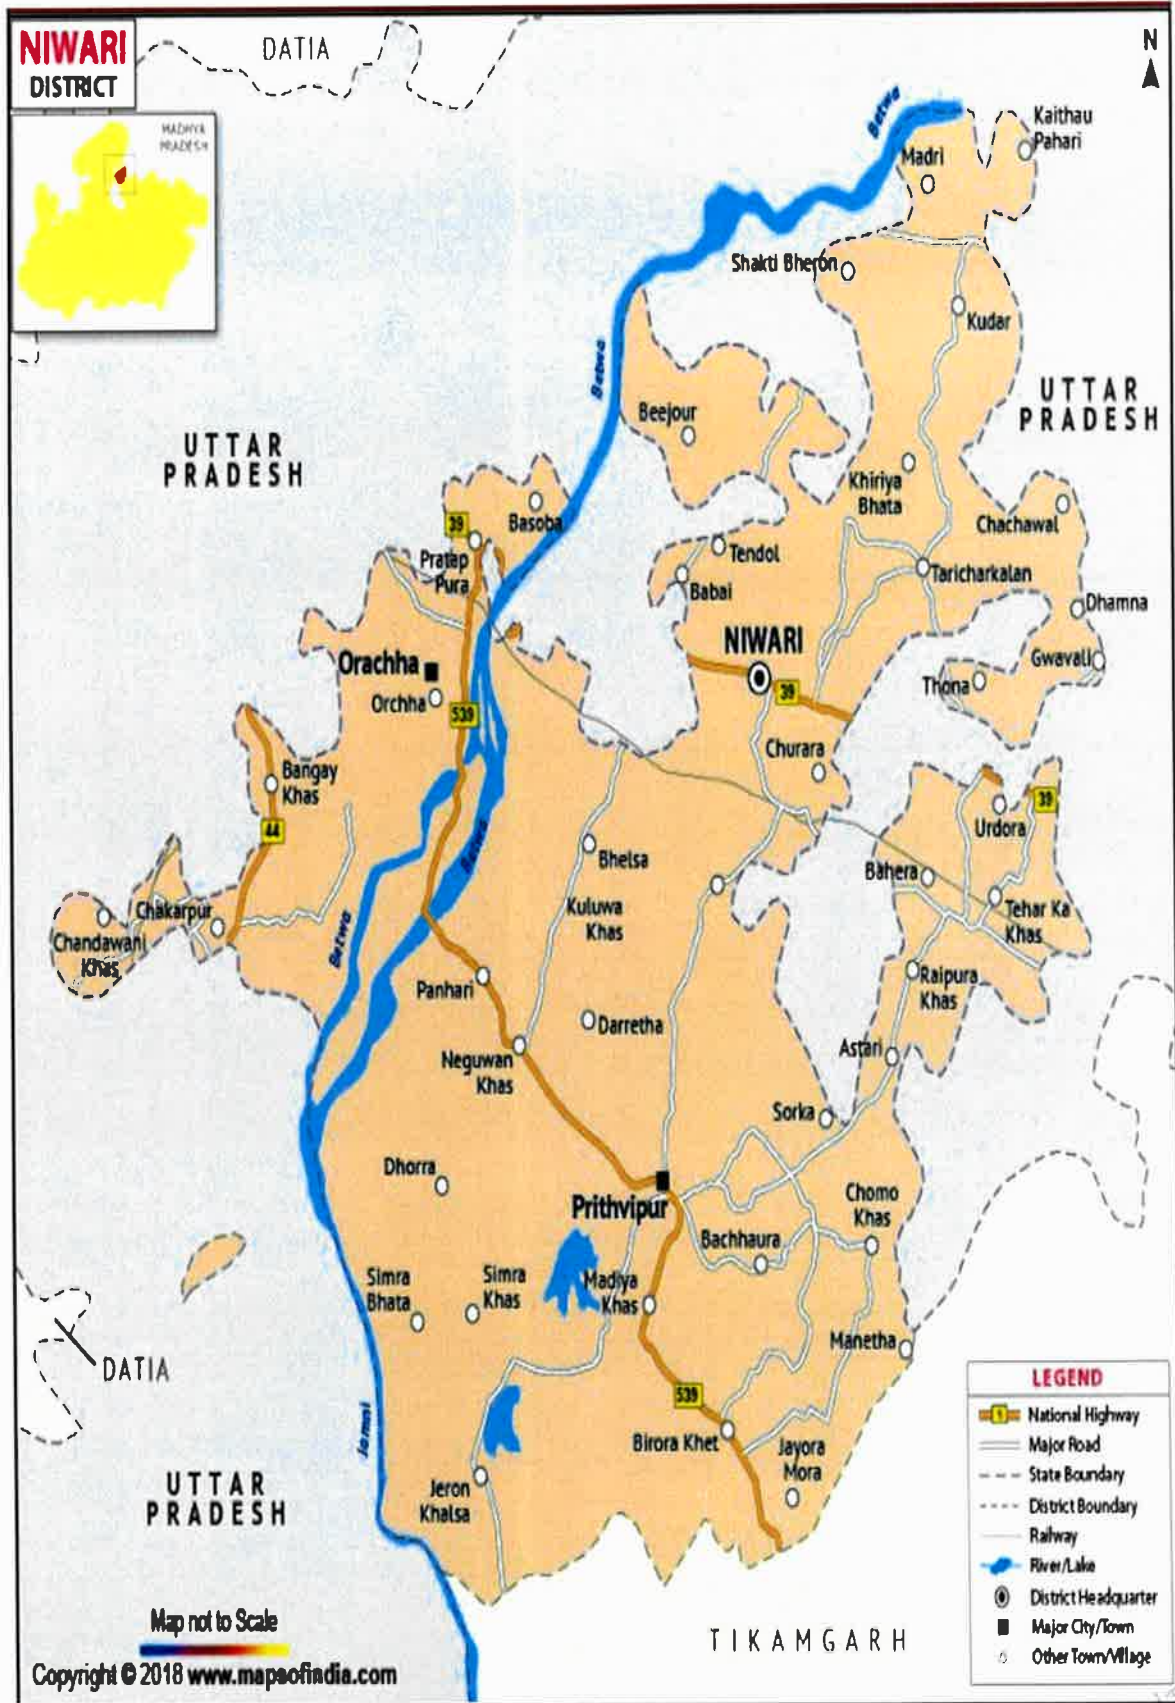 NIWARI
DISTRICT
DATIA
N
MADHYA
PRADESH
Betwa
Kaithau
Pahari
Madri
Shakti Bheron
Kudar
Betwa
UTTAR
PRADESH
Beejour
UTTAR
PRADESH
Khiriya
Bhata
Chachawal
Basoba
39
Pratap
Pura
Tendol
Babai
Taricharkalan
Dhamna
NIWARI
Gwavali
Orachha
Thona
Orchha
39
539
Churara
Bangay
Khas
39
Urdora
44
Betwa
Bhelsa
Bahera
Kuluwa
Khas
Chakarpur
Tehar Ka
Khas
Chandawani
Khas
Betwa
Panhari
Raipura
Khas
Darretha
Neguwan
Khas
Astari
Sorka
Dhorra
Prithvipur
Chomo
Khas
Bachhaura
Simra
Bhata
Simra
Khas
Madiya
Khas
Manetha
DATIA
LEGEND
539
1 National Highway
Jamni
Birora Khet
Major Road
Jayora
Mora
State Boundary
UTTAR
PRADESH
Jeron
Khalsa
District Boundary
Railway
River/Lake
District Headquarter
Map not to Scale
Major City/Town
TIKAMGARH
Other Town/Village
Copyright © 2018 www.mapsofindia.com